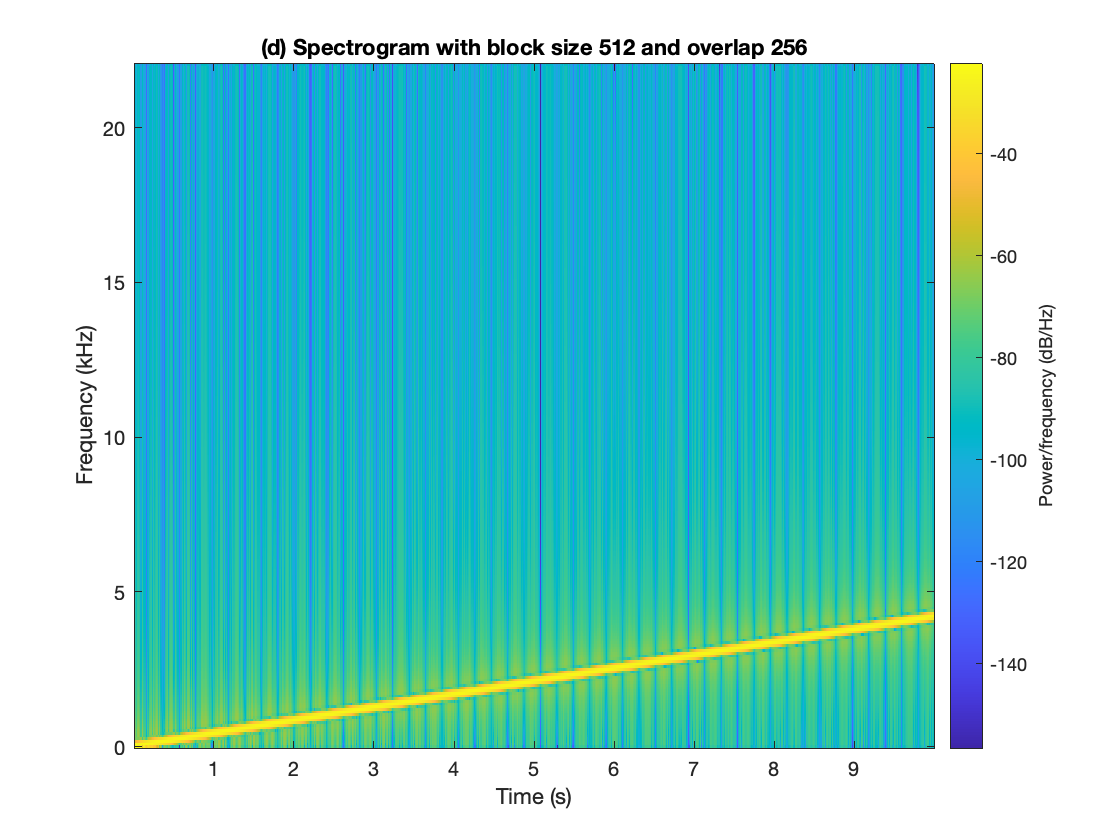 (d) Spectrogram with block size 512 and overlap 256
20
15
10
5
0
Frequency (kHz)
1 2 3 4 5 6 7 8 9
Time (s)
-40
-60
-80
-100
-120
-140
Power/frequency (dB/Hz)